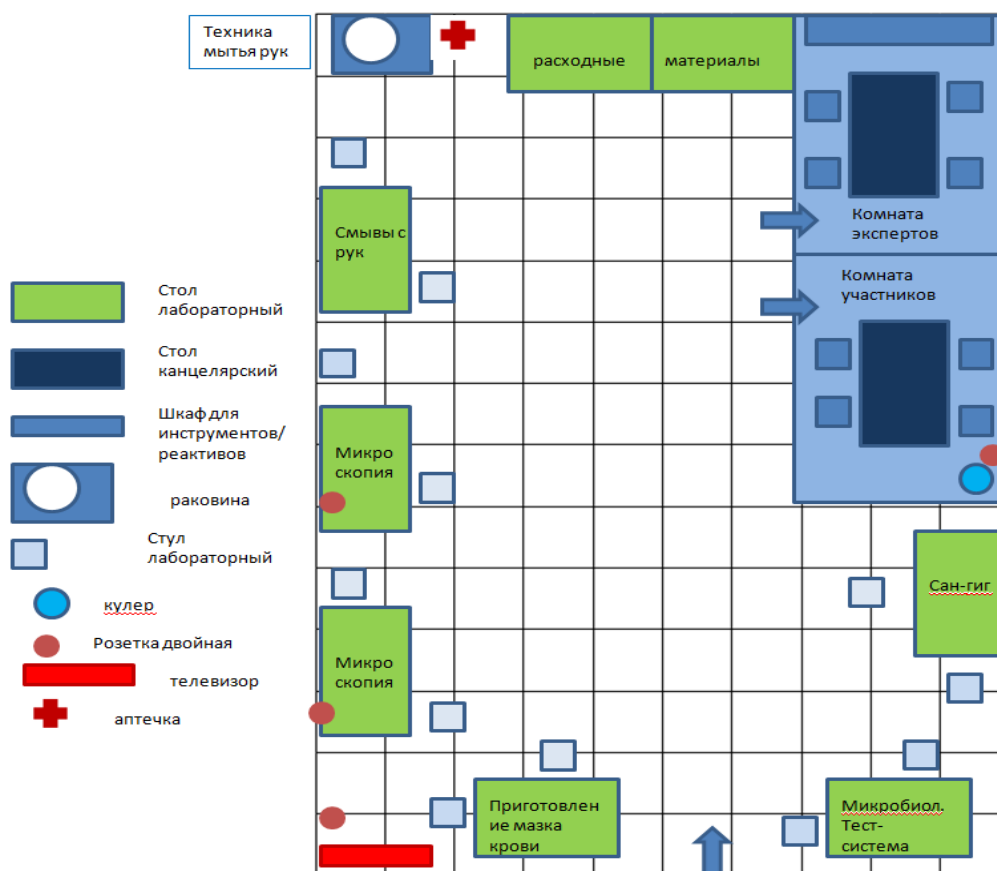 Техника
мытья рук
расходные
материалы
Комната
экспертов
Смывы с
рук
Комната
участников
Стол
лабораторный
Стол
канцелярский
Шкаф для
инструментов/
реактивов
раковина
Стул
лабораторный
кулер
Розетка двойная
телевизор
аптечка
Микро
скопия
Сан-гиг
Микро
скопия
Приготовлен
ие мазка
крови
Микробиол.
Тест-
система